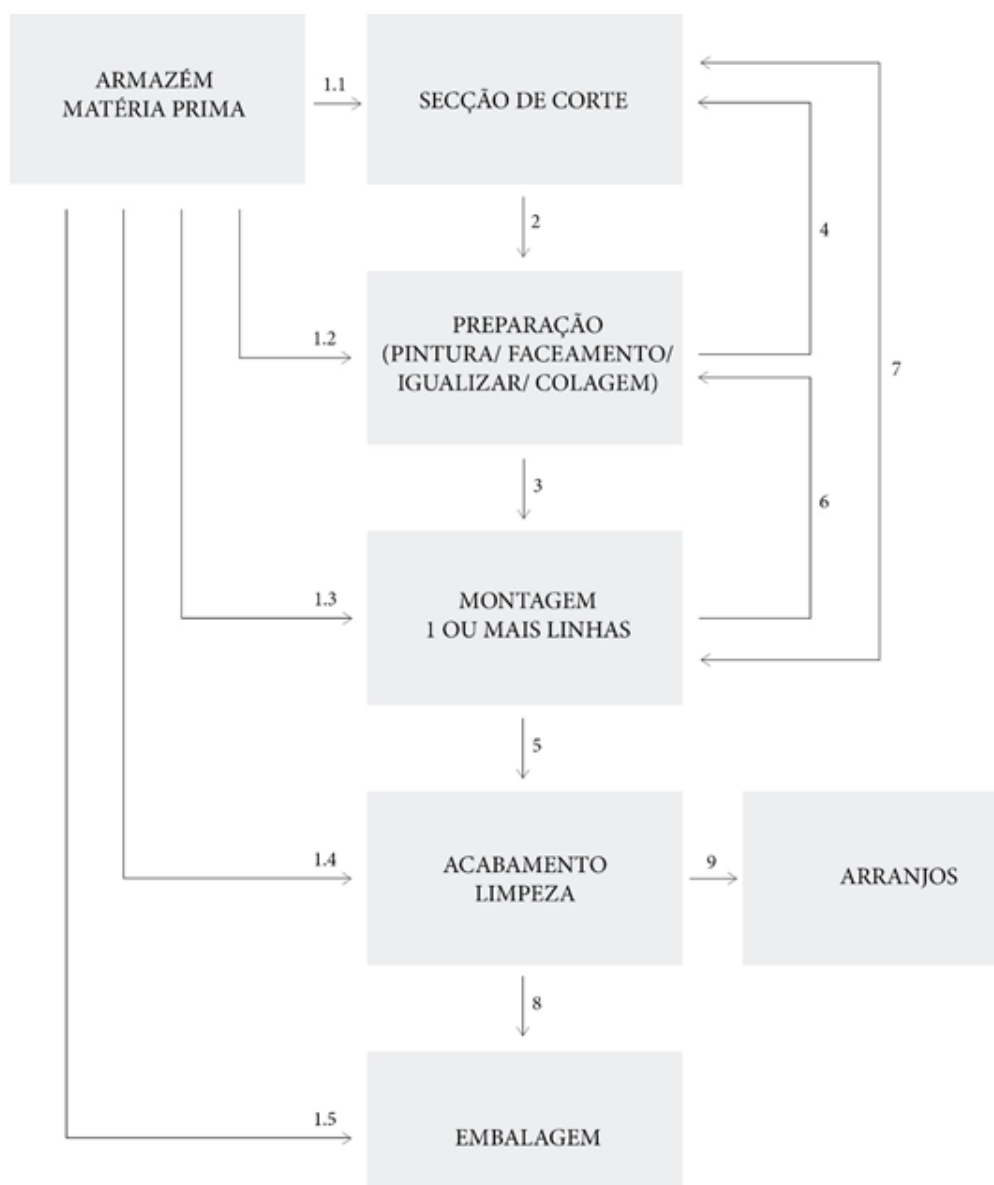 ARMAZÉM
MATÉRIA PRIMA
1.1
SECÇÃO DE CORTE
2
4
1.2
PREPARAÇÃO
(PINTURA/ FACEAMENTO/
IGUALIZAR/ COLAGEM)
7
3
6
1.3
MONTAGEM
1 OU MAIS LINHAS
5
1.4
ACABAMENTO
LIMPEZA
9
ARRANJOS
8
1.5
EMBALAGEM